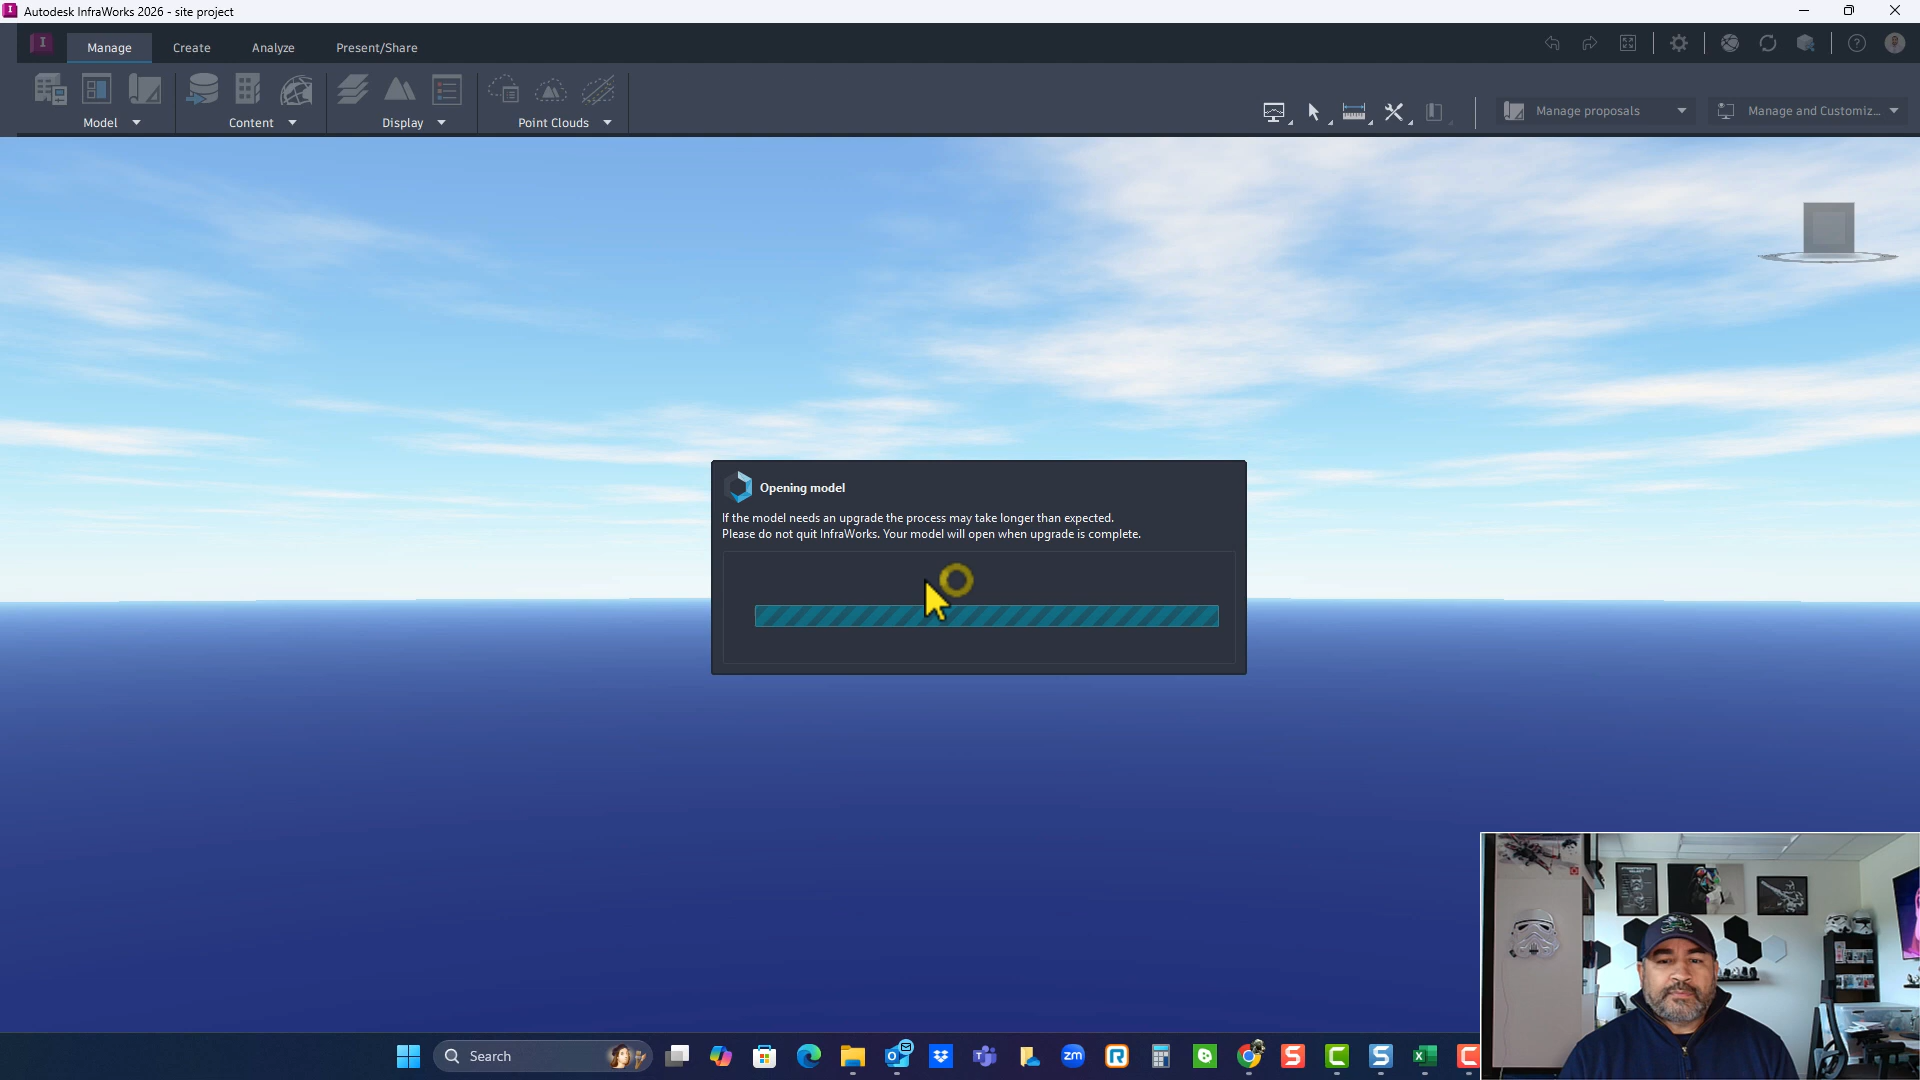 Autodesk InfraWorks 2026 - site project
Manage
Create
Analyze
Present/Share
Model
Content
Display
Point Clouds
Manage proposals
Manage and Customiz...
Opening model
If the model needs an upgrade the process may take longer than expected.
Please do not quit InfraWorks. Your model will open when upgrade is complete.
Search
zm